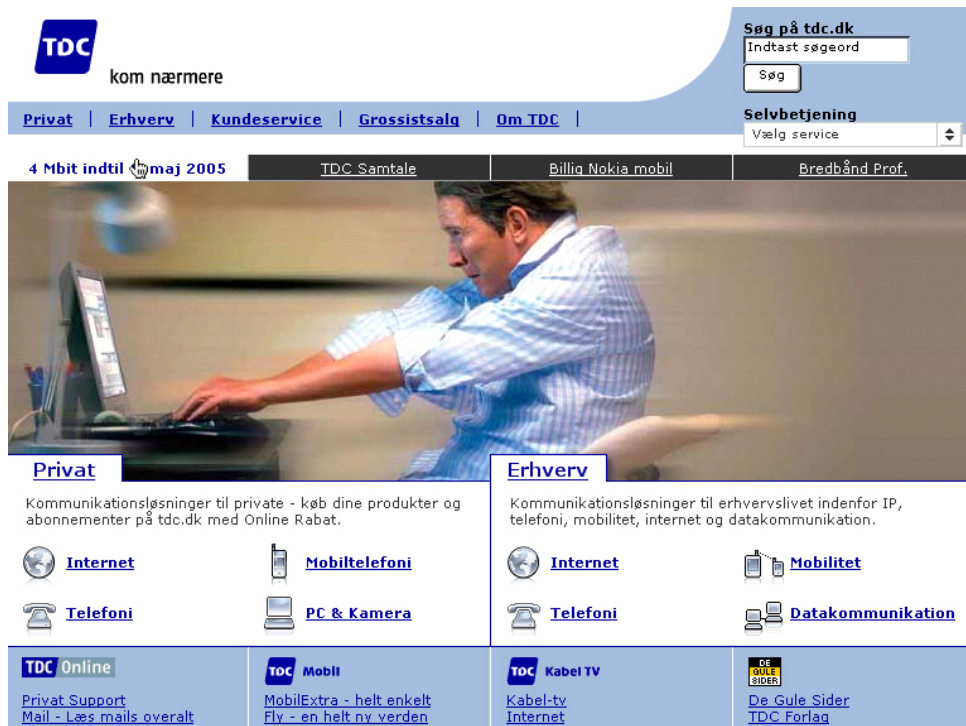 TDC
kom nærmere
Søg på tdc.dk
Indtast søgeord
Søg
Privat | Erhverv | Kundeservice | Grossistsalg | Om TDC |
Selvbetjening
Vælg service
4 Mbit indtil maj 2005
TDC Samtale
Billig Nokia mobil
Bredbånd Prof.
Privat
Kommunikationsløsninger til private - køb dine produkter og
abonnementer på tdc.dk med Online Rabat.
Internet
Mobiltelefoni
Telefoni
PC & Kamera
Erhverv
Kommunikationsløsninger til erhvervslivet indenfor IP,
telefoni, mobilitet, internet og datakommunikation.
Internet
Mobilitet
Telefoni
Datakommunikation
TDC Online
Privat Support
Mail - Læs mails overalt
TDC Mobil
MobilExtra - helt enkelt
Fly - en helt ny verden
TDC Kabel TV
Kabel-tv
Internet
DE
GULE
SIDER
De Gule Sider
TDC Forlag